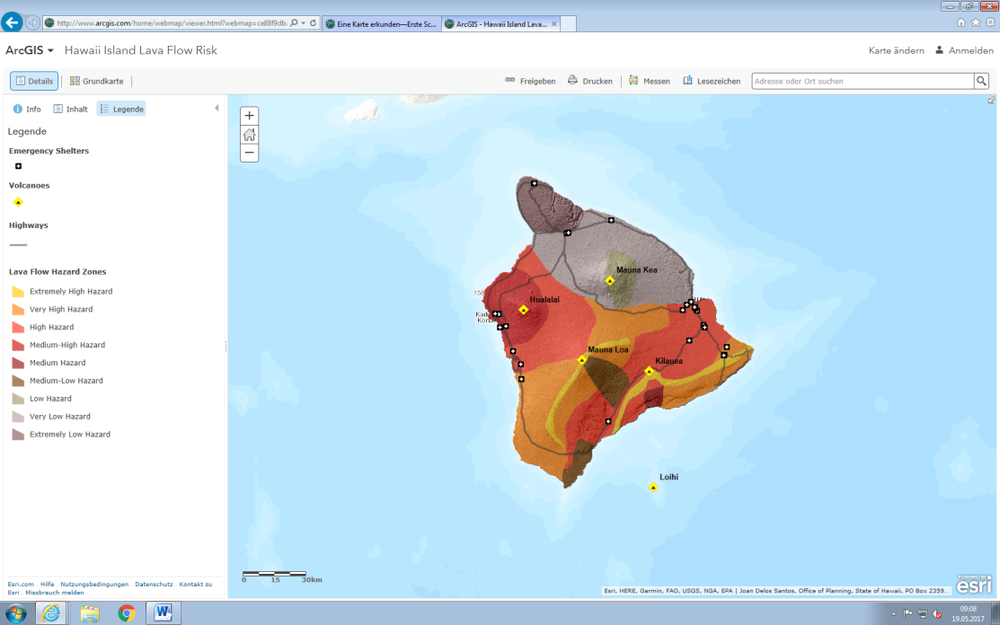 http://www.arcgis.com/home/webmap/viewer.html?webmap=ce88f9db
Eine Karte erkunden—Erste Sc...
ArcGIS - Hawaii Island Lava...
ArcGIS Hawaii Island Lava Flow Risk
Karte ändern Anmelden
Details Grundkarte
Freigeben Drucken Messen Lesezeichen Adresse oder Ort suchen
Info Inhalt Legende
Legende
Emergency Shelters
Volcanoes
Highways
Lava Flow Hazard Zones
Extremely High Hazard
Very High Hazard
High Hazard
Medium-High Hazard
Medium Hazard
Medium-Low Hazard
Low Hazard
Very Low Hazard
Extremely Low Hazard
Mauna Kea
Hualalai
Mauna Loa
Kilauea
Loihi
0 15 30km
Esri.com . Hilfe . Nutzungsbedingungen . Datenschutz . Kontakt zu
Esri . Missbrauch melden
Esri, HERE, Garmin, FAO, USGS, NGA, EPA | Joan Delos Santos, Office of Planning, State of Hawaii, PO Box 2359...
POWERED BY
esri
09:08
19.05.2017